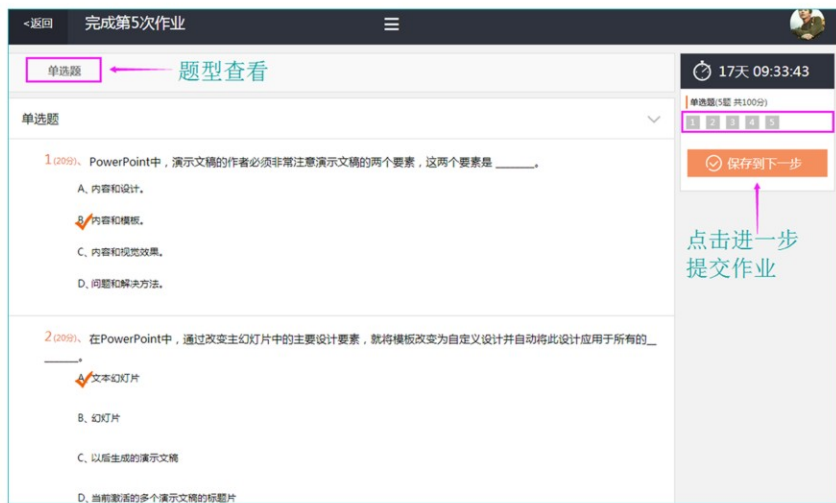 <返回 完成第5次作业
单选题 题型查看
17天 09:33:43
单选题(5题 共100分)
1 2 3 4 5
保存到下一步
点击进一步
提交作业
单选题
1(20分)、PowerPoint中，演示文稿的作者必须非常注意演示文稿的两个要素，这两个要素是 ______。
A、内容和设计。
B、内容和模板。
C、内容和视觉效果。
D、问题和解决方法。
2(20分)、在PowerPoint中，通过改变主幻灯片中的主要设计要素，就将模板改变为自定义设计并自动将此设计应用于所有的__
______。
A、文本幻灯片
B、幻灯片
C、以后生成的演示文稿
D、当前激活的多个演示文稿的标题片